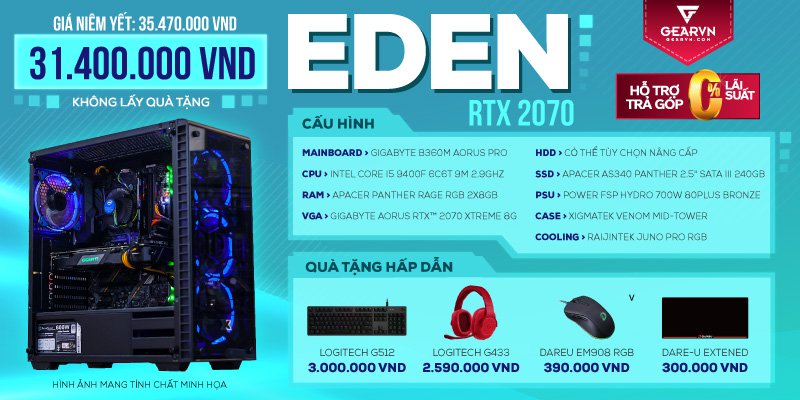 GIÁ NIÊM YẾT: 35.470.000 VND
31.400.000 VND
KHÔNG LẤY QUÀ TẶNG
EDEN
RTX 2070
GEARVN
GEARVN.COM
HỖ TRỢ
TRẢ GÓP
0%
LÃI
SUẤT
CẤU HÌNH
MAINBOARD > GIGABYTE B360M AORUS PRO
CPU > INTEL CORE I5 9400F 6C6T 9M 2.9GHZ
RAM > APACER PANTHER RAGE RGB 2X8GB
VGA > GIGABYTE AORUS RTX™ 2070 XTREME 8G
HDD > CÓ THỂ TÙY CHỌN NÂNG CẤP
SSD > APACER AS340 PANTHER 2.5" SATA III 240GB
PSU > POWER FSP HYDRO 700W 80PLUS BRONZE
CASE > XIGMATEK VENOM MID-TOWER
COOLING > RAIJINTEK JUNO PRO RGB
QUÀ TẶNG HẤP DẪN
V
LOGITECH G512
3.000.000 VND
LOGITECH G433
2.590.000 VND
DAREU EM908 RGB
390.000 VND
DARE-U EXTENED
300.000 VND
600W
HÌNH ẢNH MANG TÍNH CHẤT MINH HỌA